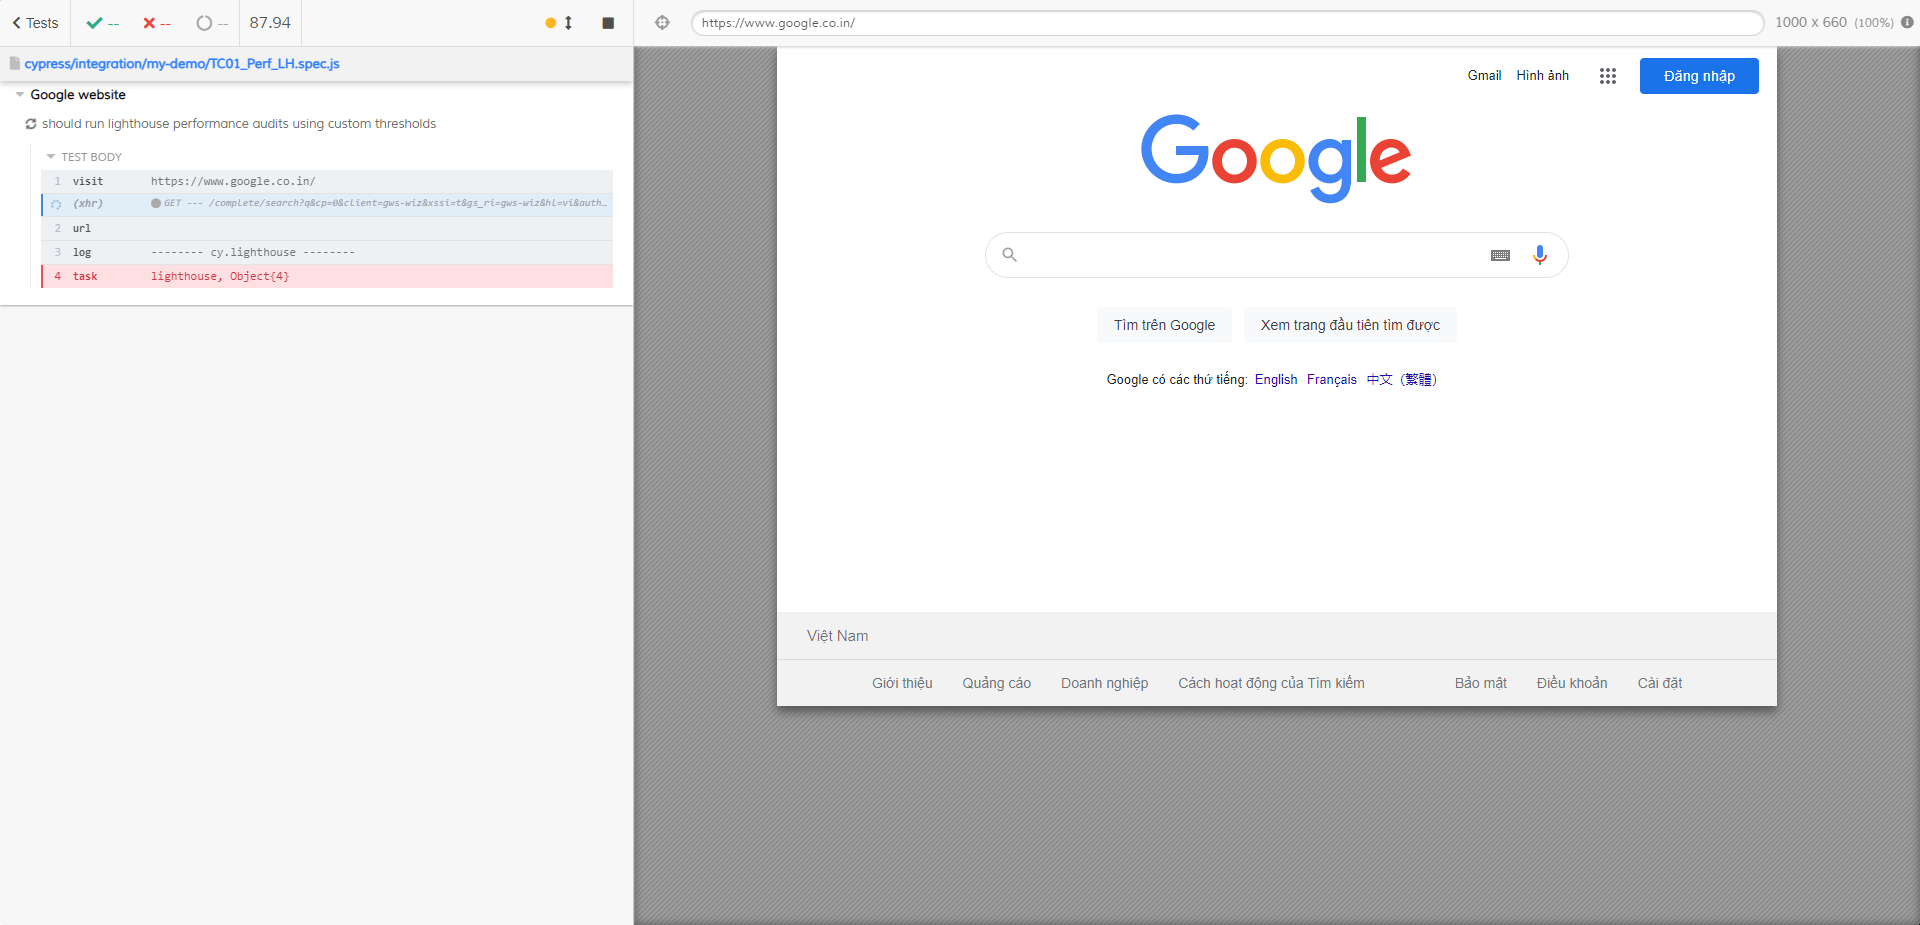 Tests -- -- -- 87.94
cypress/integration/my-demo/TC01_Perf_LH.spec.js
Google website
should run lighthouse performance audits using custom thresholds
TEST BODY
1 visit https://www.google.co.in/
(xhr) GET --- /complete/search?q&cp=0&client=gws-wiz&xssi=t&gs_ri=gws-wiz&hl=vi&auth…
2 url
3 log -------- cy.lighthouse --------
4 task lighthouse, Object{4}
https://www.google.co.in/ 1000 x 660 (100%)
Gmail Hình ảnh Đăng nhập
Google
Tìm trên Google Xem trang đầu tiên tìm được
Google có các thứ tiếng: English Français 中文（繁體）
Việt Nam
Giới thiệu Quảng cáo Doanh nghiệp Cách hoạt động của Tìm kiếm Bảo mật Điều khoản Cài đặt